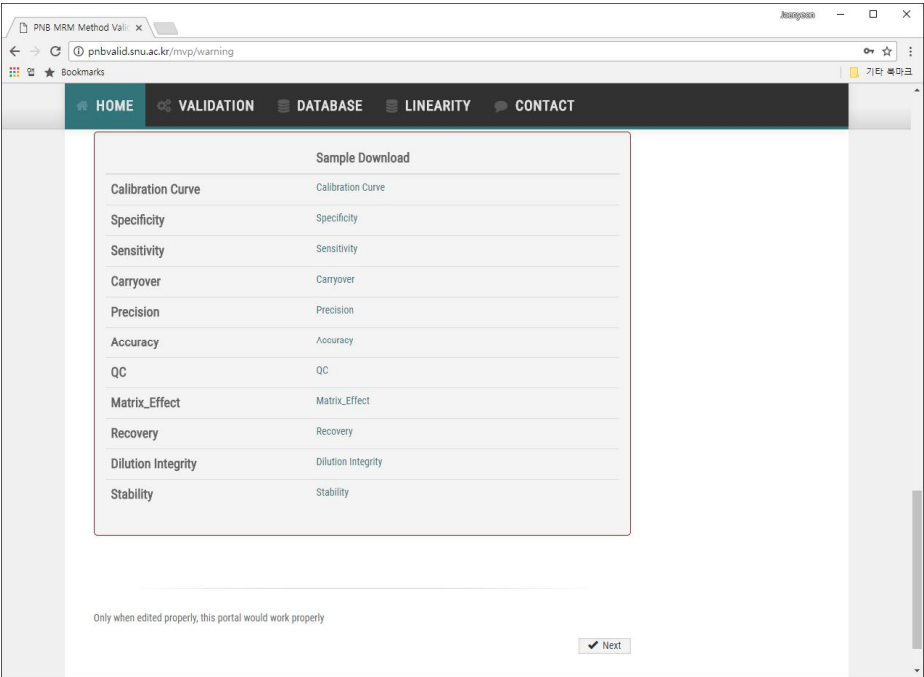 PNB MRM Method Valid
Joonyeon
pnbvalid.snu.ac.kr/mvp/warning
앱 Bookmarks 기타 북마크
HOME VALIDATION DATABASE LINEARITY CONTACT
Sample Download
Calibration Curve Calibration Curve
Specificity Specificity
Sensitivity Sensitivity
Carryover Carryover
Precision Precision
Accuracy Accuracy
QC QC
Matrix_Effect Matrix_Effect
Recovery Recovery
Dilution Integrity Dilution Integrity
Stability Stability
Only when edited properly, this portal would work properly
Next